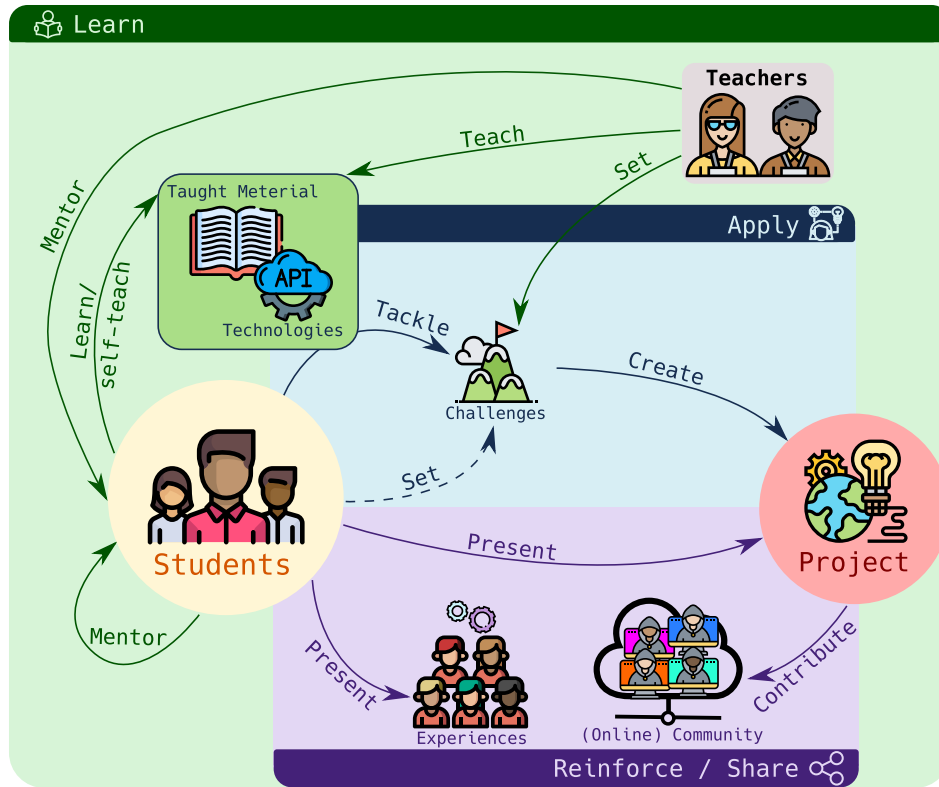 Learn
Teachers
Teach
Set
Mentor
Taught Meterial
API
Technologies
Apply
Learn/
self-teach
Tackle
Create
Challenges
Set
Students
Present
Project
Mentor
Present
Contribute
Experiences
(Online) Community
Reinforce / Share